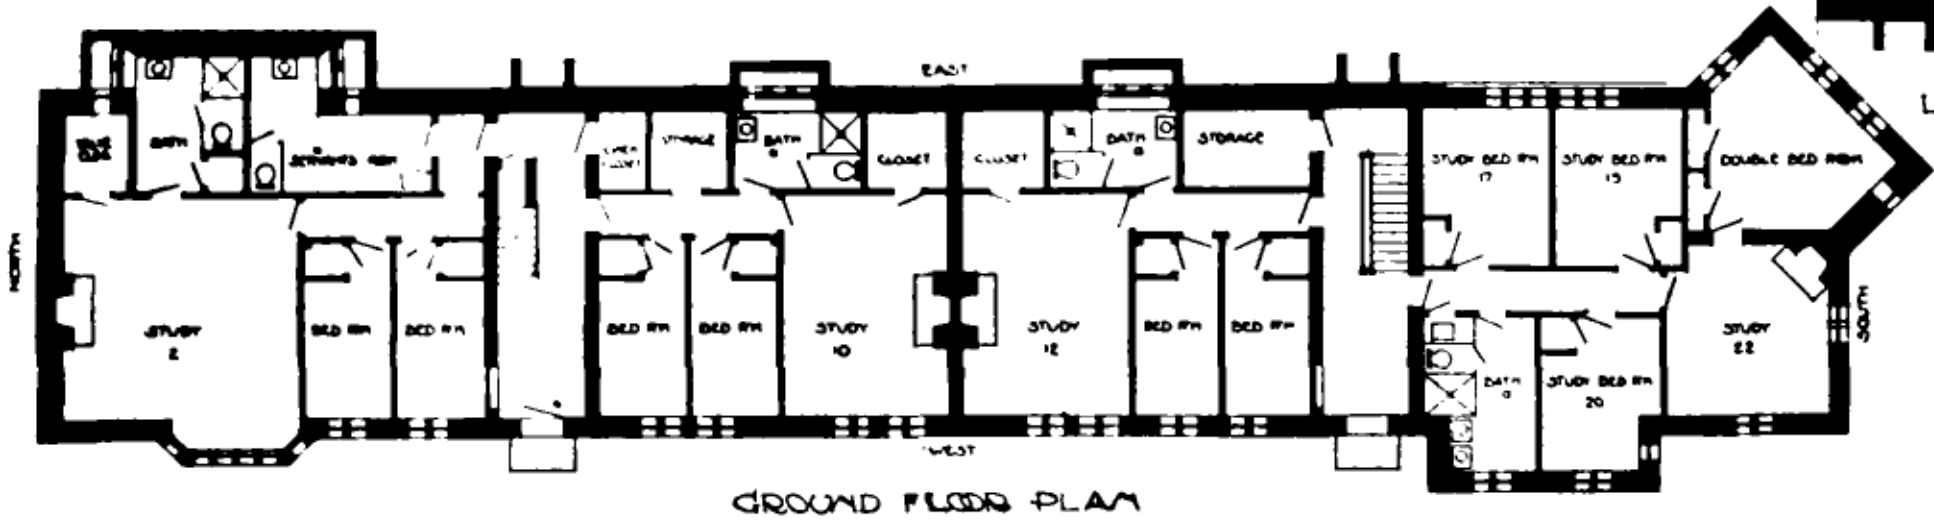 EAST
BATH
SERVANTS RM
STORAGE
BATH
CLOSET
CLOSET
BATH
STORAGE
STUDY BED RM
17
STUDY BED RM
19
DOUBLE BED ROOM
NORTH
STUDY
2
BED RM
BED RM
BED RM
BED RM
STUDY
10
STUDY
12
BED RM
BED RM
BATH
STUDY BED RM
20
STUDY
22
SOUTH
WEST
GROUND FLOOR PLAN